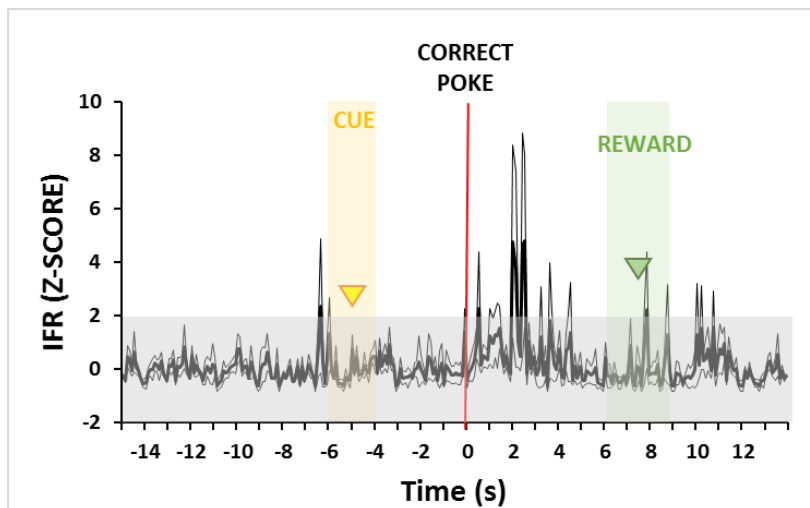 CORRECT
POKE
10
CUE
8
REWARD
6
4
2
0
-2
IFR (Z-SCORE)
-14 -12 -10 -8 -6 -4 -2 0 2 4 6 8 10 12
Time (s)